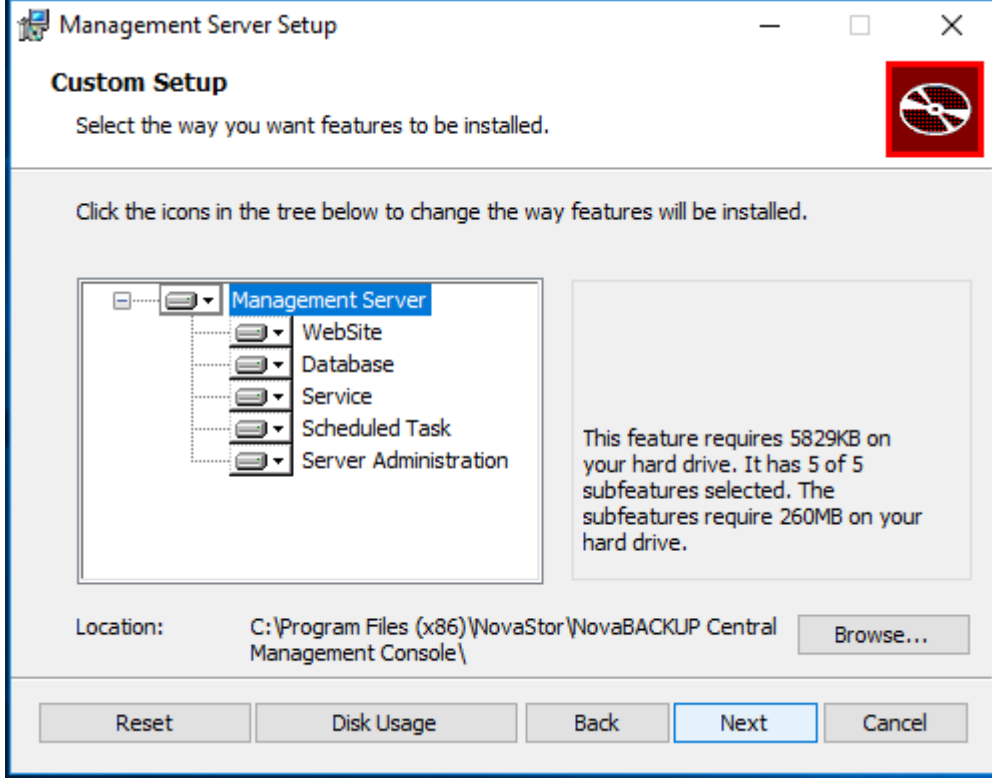 Management Server Setup
Custom Setup
Select the way you want features to be installed.
Click the icons in the tree below to change the way features will be installed.
Management Server
WebSite
Database
Service
Scheduled Task
Server Administration
This feature requires 5829KB on
your hard drive. It has 5 of 5
subfeatures selected. The
subfeatures require 260MB on your
hard drive.
Location:
C:\Program Files (x86)\NovaStor\NovaBACKUP Central
Management Console\
Browse...
Reset
Disk Usage
Back
Next
Cancel